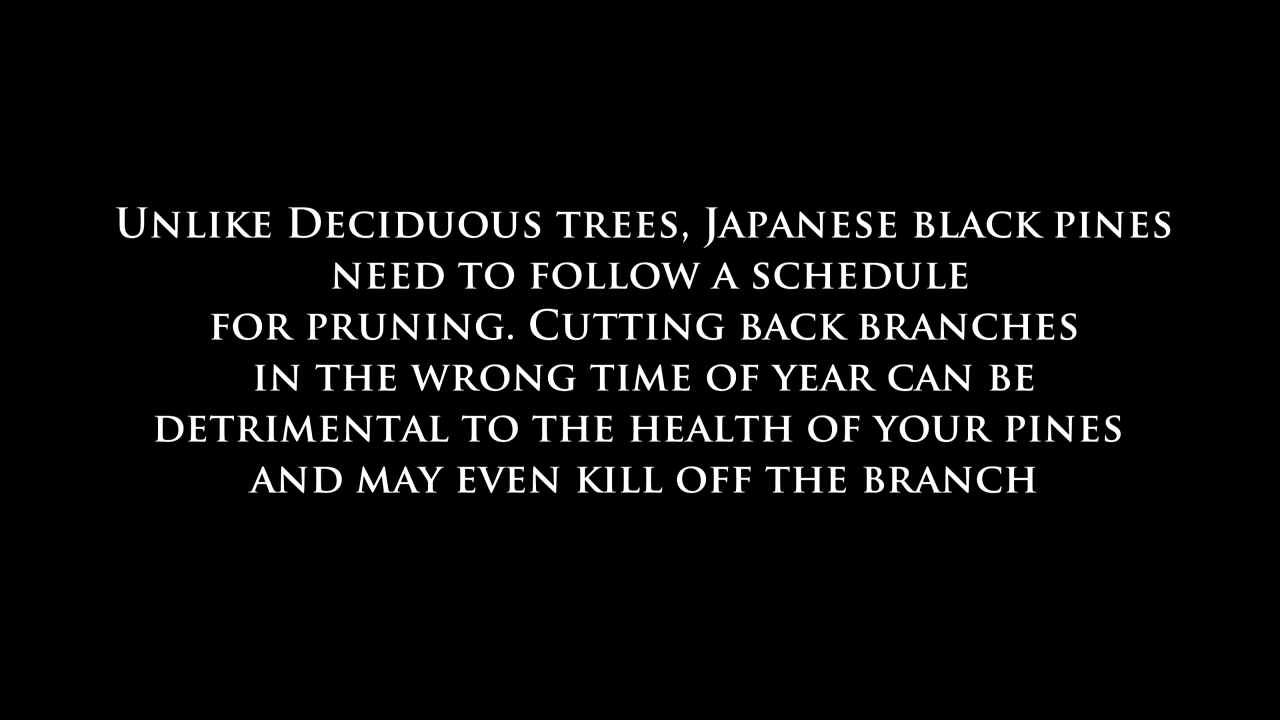 Unlike Deciduous trees, Japanese black pines
need to follow a schedule
for pruning. Cutting back branches
in the wrong time of year can be
detrimental to the health of your pines
and may even kill off the branch